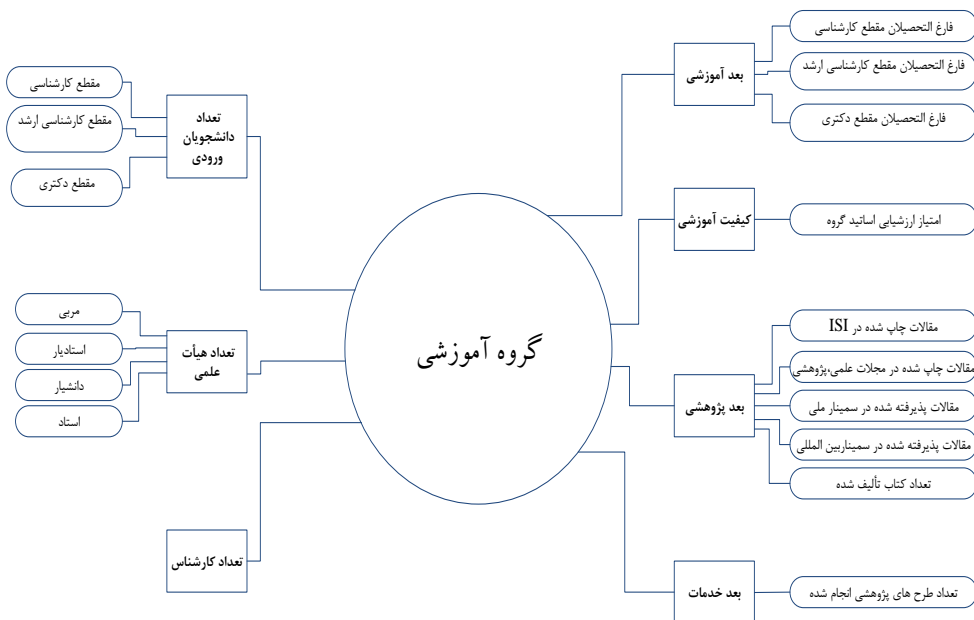 فارغ التحصیلان مقطع کارشناسی
فارغ التحصیلان مقطع کارشناسی ارشد
فارغ التحصیلان مقطع دکتری
بعد آموزشی
امتیاز ارزشیابی اساتید گروه
کیفیت آموزشی
مقالات چاپ شده در ISI
مقالات چاپ شده در مجلات علمی،پژوهشی
مقالات پذیرفته شده در سمینار ملی
مقالات پذیرفته شده در سمیناربین المللی
تعداد کتاب تألیف شده
بعد پژوهشی
تعداد طرح های پژوهشی انجام شده
بعد خدمات
گروه آموزشی
تعداد
دانشجویان
ورودی
مقطع کارشناسی
مقطع کارشناسی ارشد
مقطع دکتری
تعداد هیأت
علمی
مربی
استادیار
دانشیار
استاد
تعداد کارشناس